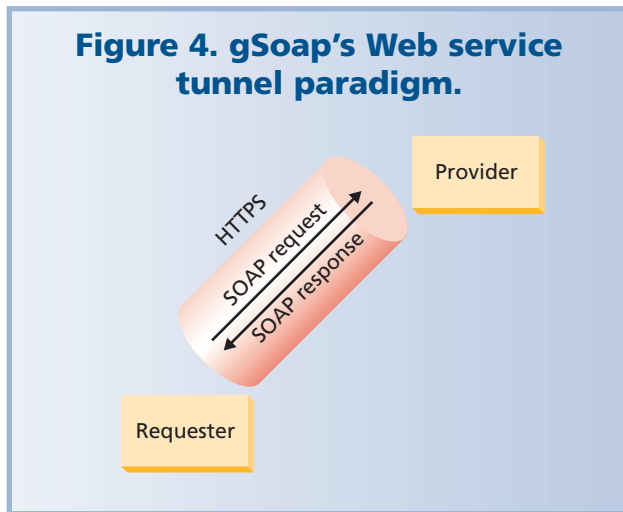 Figure 4. gSoap's Web service
tunnel paradigm.
Provider
HTTPS
SOAP request
SOAP response
Requester